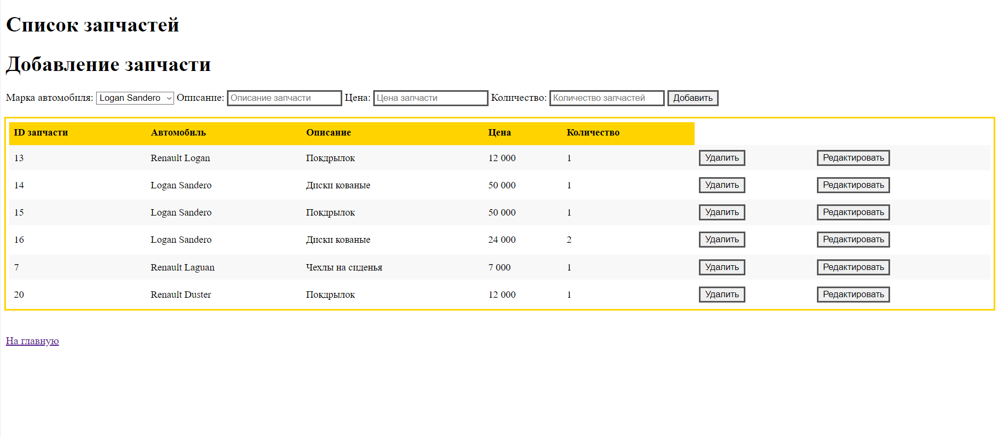 Список запчастей
Добавление запчасти
Марка автомобиля: Logan Sandero Описание: Описание запчасти Цена: Цена запчасти Количество: Количество запчастей Добавить
ID запчасти Автомобиль Описание Цена Количество
13 Renault Logan Покдрылок 12 000 1 Удалить Редактировать
14 Logan Sandero Диски кованые 50 000 1 Удалить Редактировать
15 Logan Sandero Покдрылок 50 000 1 Удалить Редактировать
16 Logan Sandero Диски кованые 24 000 2 Удалить Редактировать
7 Renault Laguan Чехлы на сиденья 7 000 1 Удалить Редактировать
20 Renault Duster Покдрылок 12 000 1 Удалить Редактировать
На главную